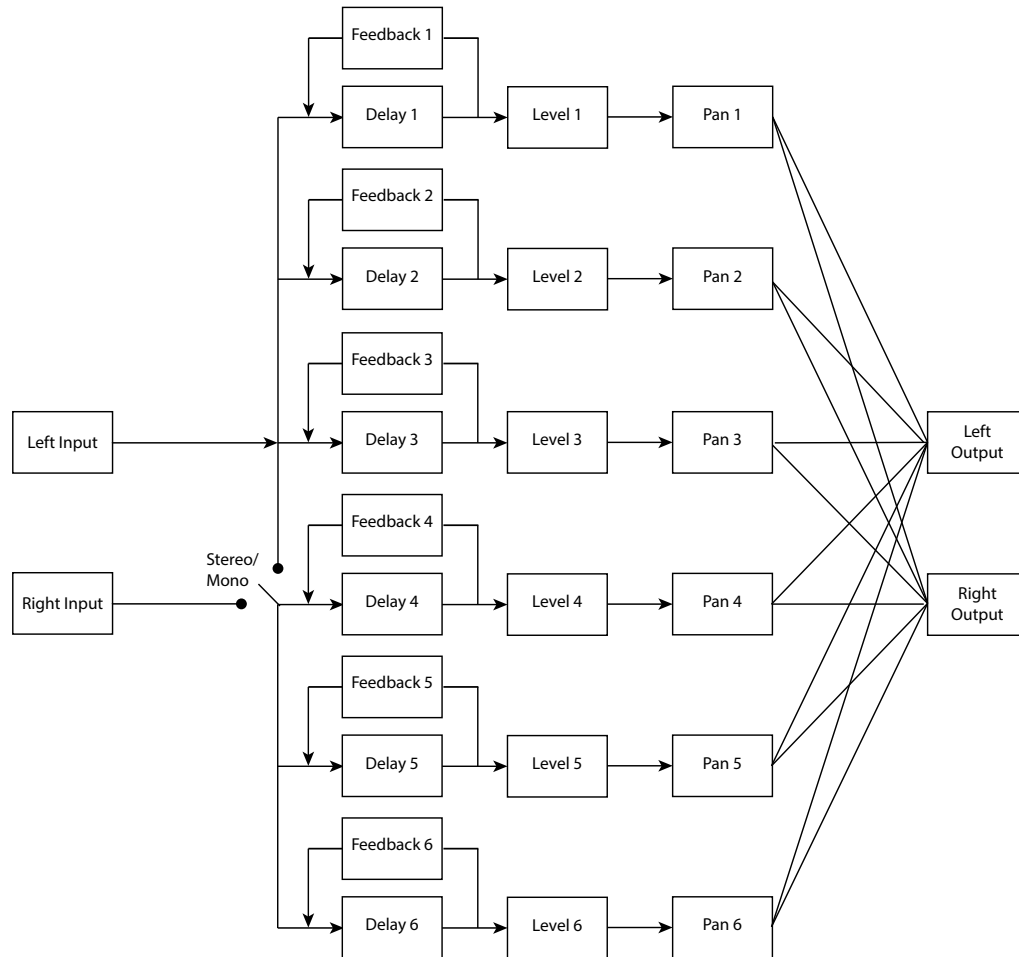 Feedback 1
Delay 1
Level 1
Pan 1
Feedback 2
Delay 2
Level 2
Pan 2
Feedback 3
Left Input
Delay 3
Level 3
Pan 3
Left
Output
Feedback 4
Stereo/
Mono
Right Input
Delay 4
Level 4
Pan 4
Right
Output
Feedback 5
Delay 5
Level 5
Pan 5
Feedback 6
Delay 6
Level 6
Pan 6